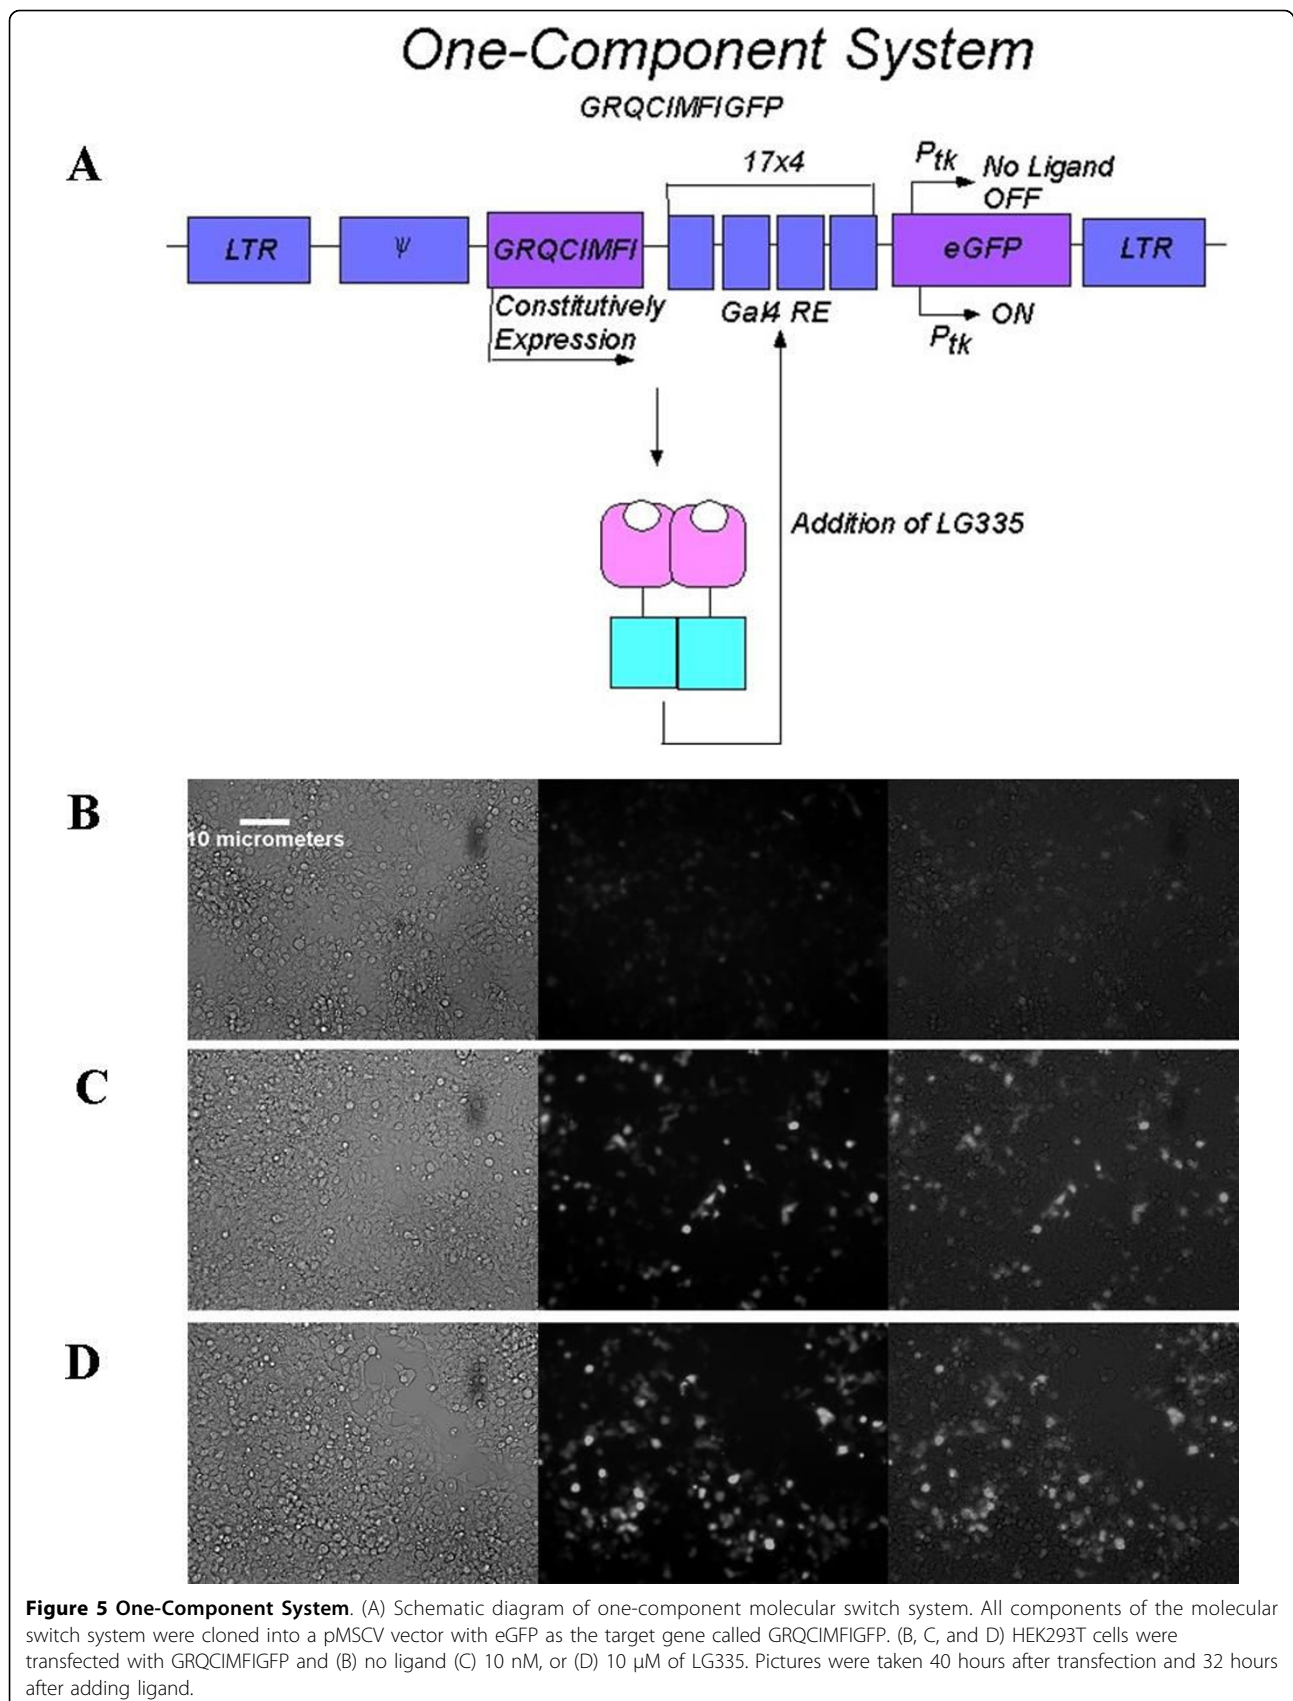 One-Component System
GRQCIMFIGFP
A
17x4
Ptk No Ligand
OFF
LTR ψ GRQCIMFI eGFP LTR
Constitutively
Expression
Gal4 RE
ON
Ptk
Addition of LG335
B
10 micrometers
C
D
Figure 5 One-Component System. (A) Schematic diagram of one-component molecular switch system. All components of the molecular
switch system were cloned into a pMSCV vector with eGFP as the target gene called GRQCIMFIGFP. (B, C, and D) HEK293T cells were
transfected with GRQCIMFIGFP and (B) no ligand (C) 10 nM, or (D) 10 μM of LG335. Pictures were taken 40 hours after transfection and 32 hours
after adding ligand.